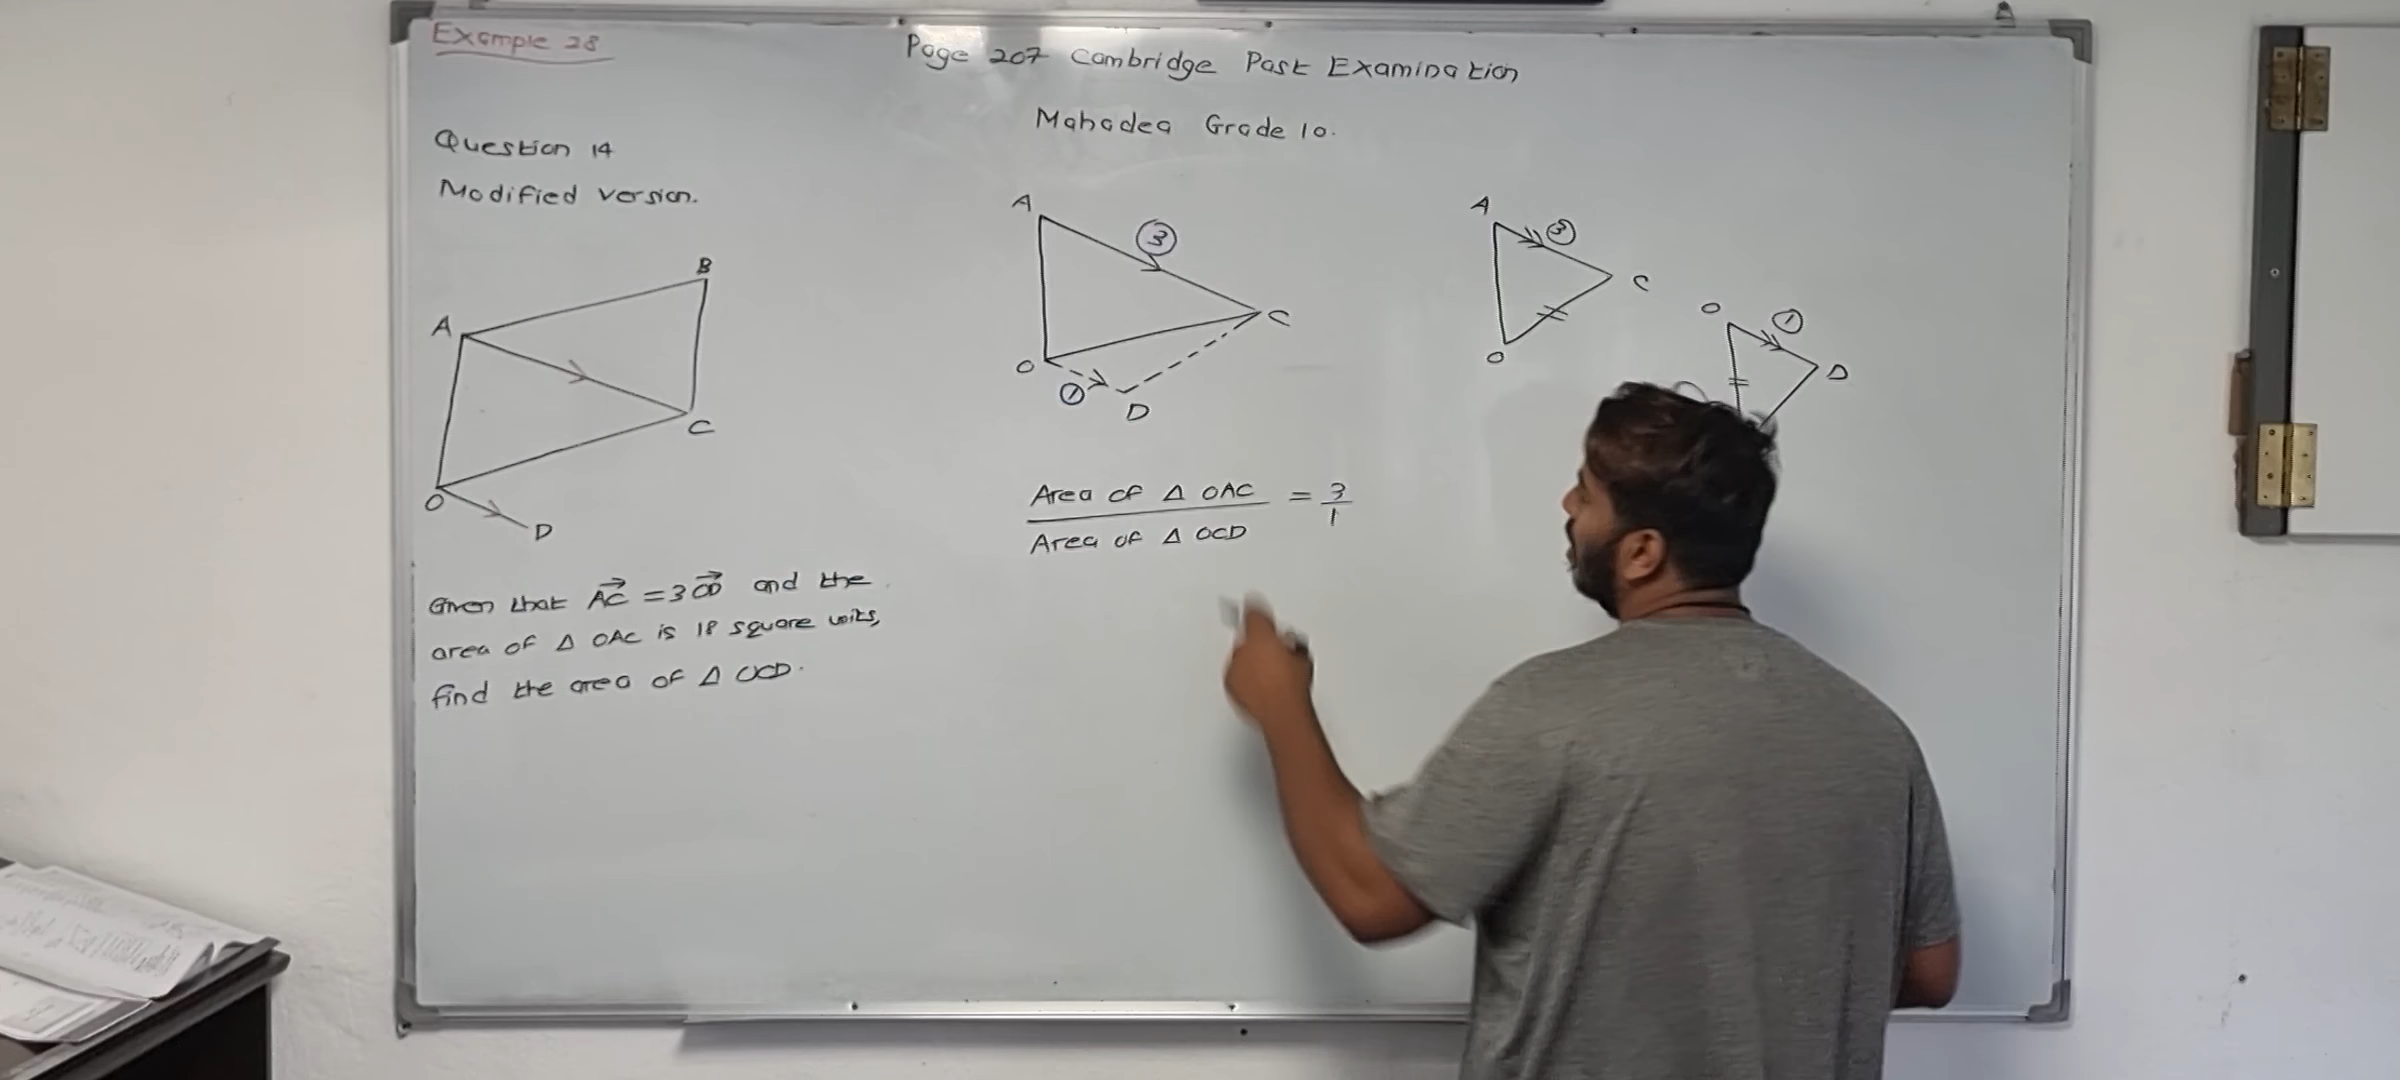 Example 28
Page 207 Cambridge Past Examination
Mahadea Grade 10.
Question 14
Modified version.
A
B
C
O
D
Given that AC⃗ = 3 OD⃗ and the
area of Δ OAC is 18 square units,
find the area of Δ OCD.
A
3
C
O
1
D
A
3
C
O
O
1
D
Area of Δ OAC = 3
Area of Δ OCD 1